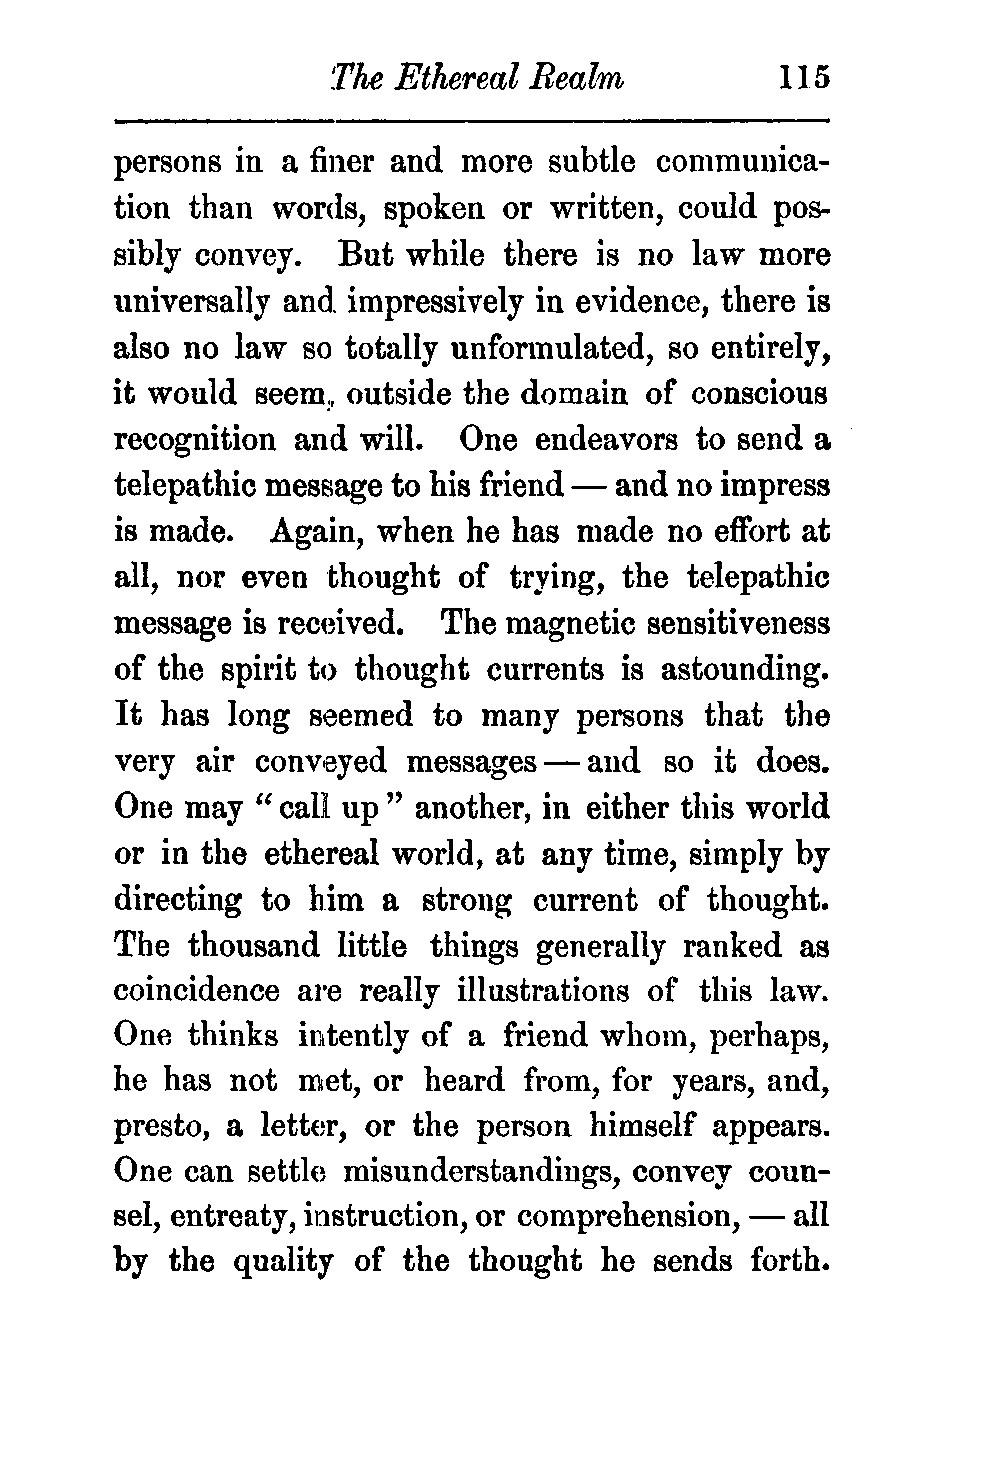 The Ethereal Realm 115
persons in a finer and more subtle communica-
tion than words, spoken or written, could pos-
sibly convey. But while there is no law more
universally and impressively in evidence, there is
also no law so totally unformulated, so entirely,
it would seem, outside the domain of conscious
recognition and will. One endeavors to send a
telepathic message to his friend — and no impress
is made. Again, when he has made no effort at
all, nor even thought of trying, the telepathic
message is received. The magnetic sensitiveness
of the spirit to thought currents is astounding.
It has long seemed to many persons that the
very air conveyed messages — and so it does.
One may “ call up ” another, in either this world
or in the ethereal world, at any time, simply by
directing to him a strong current of thought.
The thousand little things generally ranked as
coincidence are really illustrations of this law.
One thinks intently of a friend whom, perhaps,
he has not met, or heard from, for years, and,
presto, a letter, or the person himself appears.
One can settle misunderstandings, convey coun-
sel, entreaty, instruction, or comprehension, — all
by the quality of the thought he sends forth.